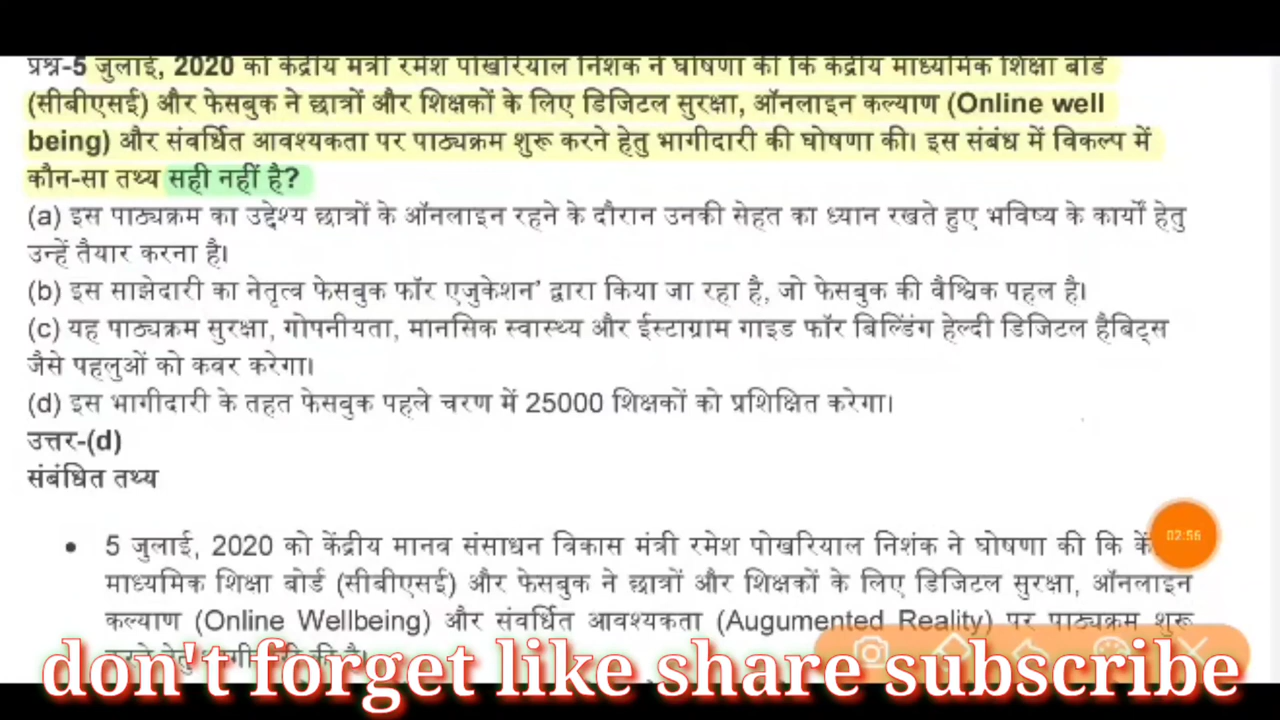 प्रश्न-5 जुलाई, 2020 को केंद्रीय मंत्री रमेश पोखरियाल निशंक ने घोषणा की कि केंद्रीय माध्यमिक शिक्षा बोर्ड
(सीबीएसई) और फेसबुक ने छात्रों और शिक्षकों के लिए डिजिटल सुरक्षा, ऑनलाइन कल्याण (Online well
being) और संवर्धित आवश्यकता पर पाठ्यक्रम शुरू करने हेतु भागीदारी की घोषणा की। इस संबंध में विकल्प में
कौन-सा तथ्य सही नहीं है?
(a) इस पाठ्यक्रम का उद्देश्य छात्रों के ऑनलाइन रहने के दौरान उनकी सेहत का ध्यान रखते हुए भविष्य के कार्यों हेतु
उन्हें तैयार करना है।
(b) इस साझेदारी का नेतृत्व फेसबुक फॉर एजुकेशन’ द्वारा किया जा रहा है, जो फेसबुक की वैश्विक पहल है।
(c) यह पाठ्यक्रम सुरक्षा, गोपनीयता, मानसिक स्वास्थ्य और ईस्टाग्राम गाइड फॉर बिल्डिंग हेल्दी डिजिटल हैबिट्स
जैसे पहलुओं को कवर करेगा।
(d) इस भागीदारी के तहत फेसबुक पहले चरण में 25000 शिक्षकों को प्रशिक्षित करेगा।
उत्तर-(d)
संबंधित तथ्य
• 5 जुलाई, 2020 को केंद्रीय मानव संसाधन विकास मंत्री रमेश पोखरियाल निशंक ने घोषणा की कि
02:56
माध्यमिक शिक्षा बोर्ड (सीबीएसई) और फेसबुक ने छात्रों और शिक्षकों के लिए डिजिटल सुरक्षा, ऑनलाइन
कल्याण (Online Wellbeing) और संवर्धित आवश्यकता (Augumented Reality) पर पाठ्यक्रम शुरू
don't forget like share subscribe